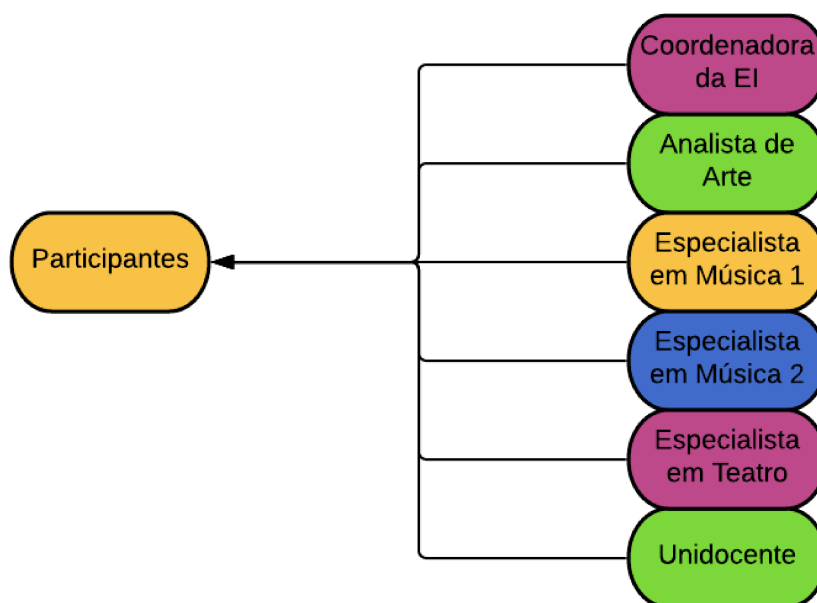 Coordenadora
da EI
Analista de
Arte
Participantes
Especialista
em Música 1
Especialista
em Música 2
Especialista
em Teatro
Unidocente